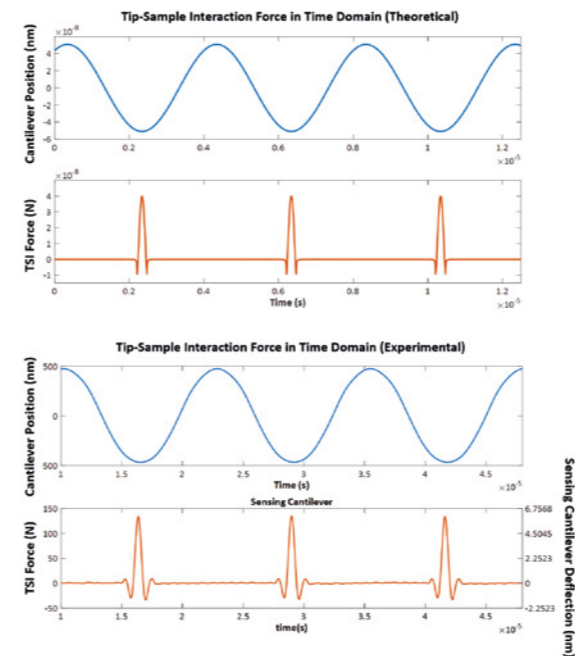 Tip-Sample Interaction Force in Time Domain (Theoretical)
×10⁻⁸
Cantilever Position (nm)
4
2
0
-2
-4
-6
0 0.2 0.4 0.6 0.8 1 1.2
×10⁻⁵
×10⁻⁸
TSI Force (N)
4
3
2
1
0
-1
0 0.2 0.4 0.6 0.8 1 1.2
Time (s)
×10⁻⁵
Tip-Sample Interaction Force in Time Domain (Experimental)
Cantilever Position (nm)
500
0
500
1 1.5 2 2.5 3 3.5 4 4.5
Time (s)
×10⁻⁵
Sensing Cantilever
TSI Force (N)
150
100
50
0
-50
6.7568
4.5045
2.2523
0
-2.2523
Sensing Cantilever Deflection (nm)
1 1.5 2 2.5 3 3.5 4 4.5
time(s)
×10⁻⁵